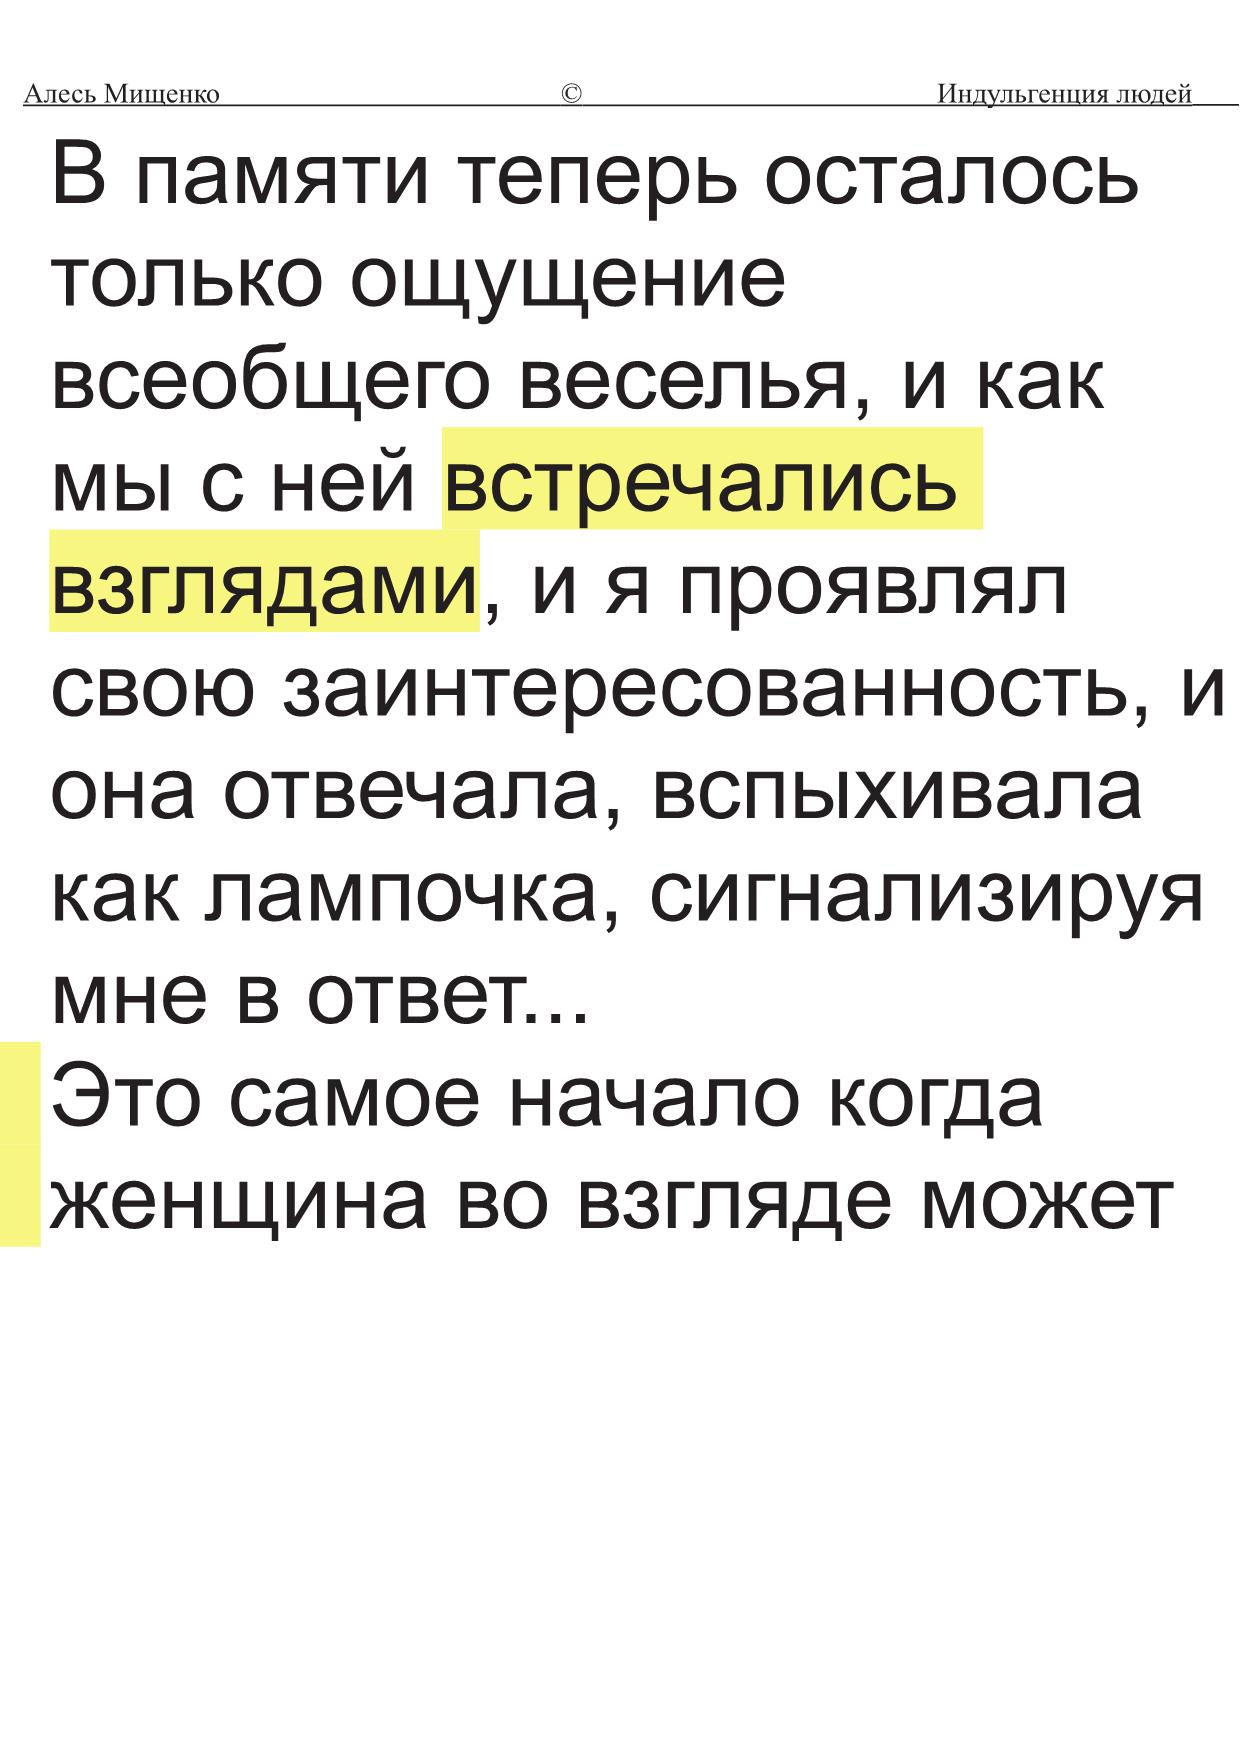 Алесь Мищенко © Индульгенция людей
В памяти теперь осталось
только ощущение
всеобщего веселья, и как
мы с ней встречались
взглядами, и я проявлял
свою заинтересованность, и
она отвечала, вспыхивала
как лампочка, сигнализируя
мне в ответ...
Это самое начало когда
женщина во взгляде может